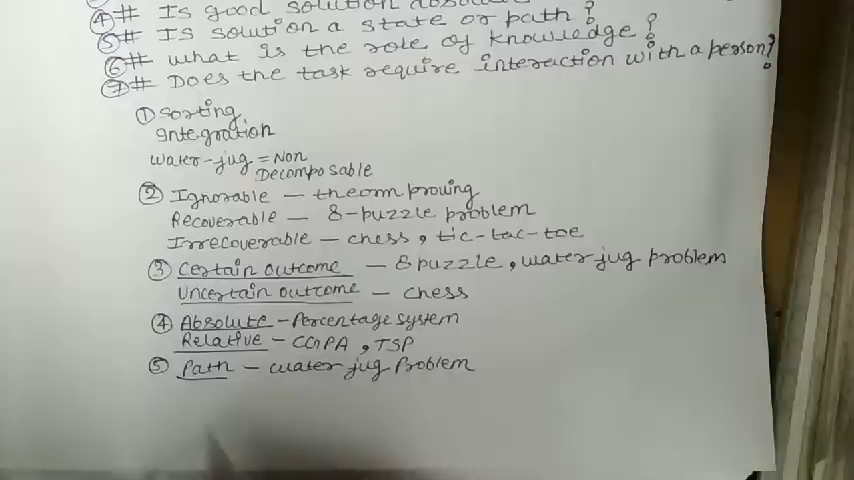 ④# Is good solution absolu
⑤# Is solution a state or path?
⑥# what is the role of knowledge?
⑦# Does the task require interaction with a person?
① Sorting
Integration
water-jug = Non
Decomposable
② Ignorable — theorm proving
Recoverable — 8-puzzle problem
Irrecoverable — chess, tic-tac-toe
③ Certain outcome — 8 puzzle, water jug problem
Uncertain outcome — chess
④ Absolute - Percentage system
Relative - CGPA, TSP
⑤ Path - water jug Problem